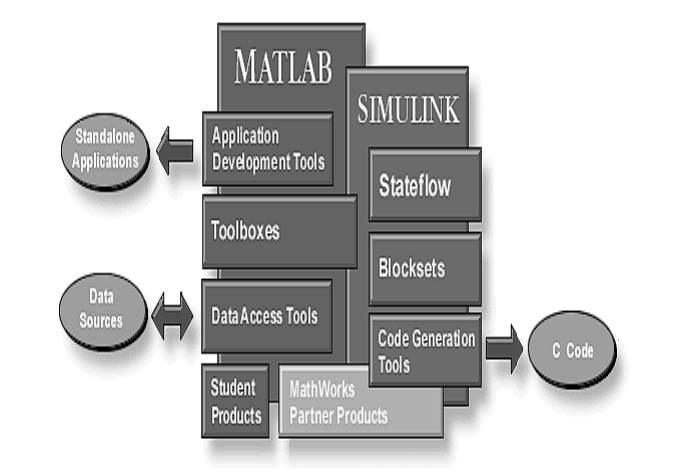 MATLAB
SIMULINK
Standalone
Applications
Application
Development Tools
Stateflow
Toolboxes
Blocksets
Data
Sources
Data Access Tools
Code Generation
Tools
C Code
Student
Products
MathWorks
Partner Products